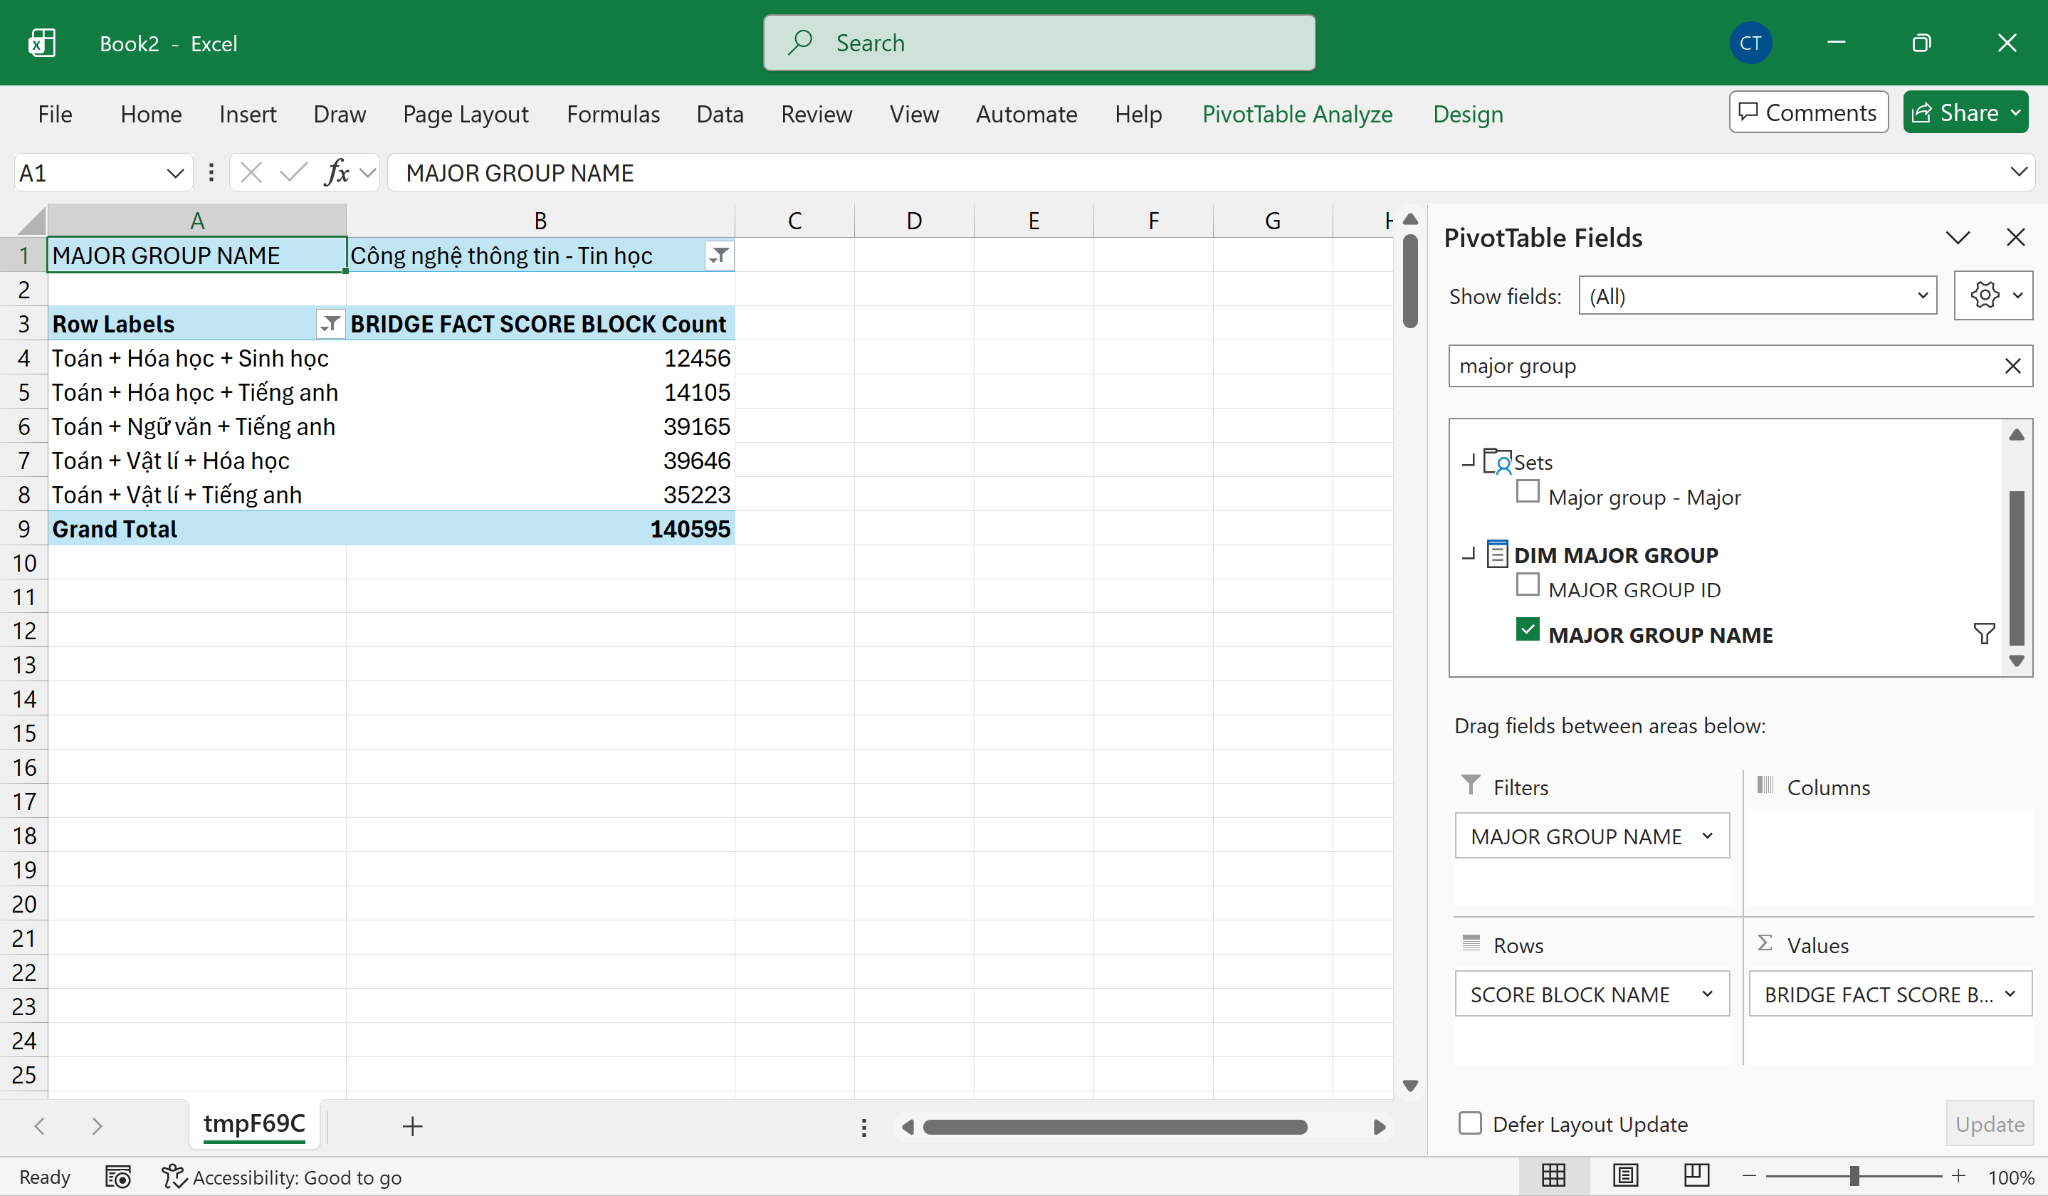 Book2 - Excel
Search
CT
File Home Insert Draw Page Layout Formulas Data Review View Automate Help PivotTable Analyze Design Comments Share
A1 fx MAJOR GROUP NAME
A B C D E F G H
1 MAJOR GROUP NAME Công nghệ thông tin - Tin học
2
3 Row Labels BRIDGE FACT SCORE BLOCK Count
4 Toán + Hóa học + Sinh học 12456
5 Toán + Hóa học + Tiếng anh 14105
6 Toán + Ngữ văn + Tiếng anh 39165
7 Toán + Vật lí + Hóa học 39646
8 Toán + Vật lí + Tiếng anh 35223
9 Grand Total 140595
10
11
12
13
14
15
16
17
18
19
20
21
22
23
24
25
tmpF69C
PivotTable Fields
Show fields: (All)
major group
Sets
Major group - Major
DIM MAJOR GROUP
MAJOR GROUP ID
MAJOR GROUP NAME
Drag fields between areas below:
Filters Columns
MAJOR GROUP NAME
Rows Σ Values
SCORE BLOCK NAME BRIDGE FACT SCORE B...
Defer Layout Update Update
Ready Accessibility: Good to go 100%